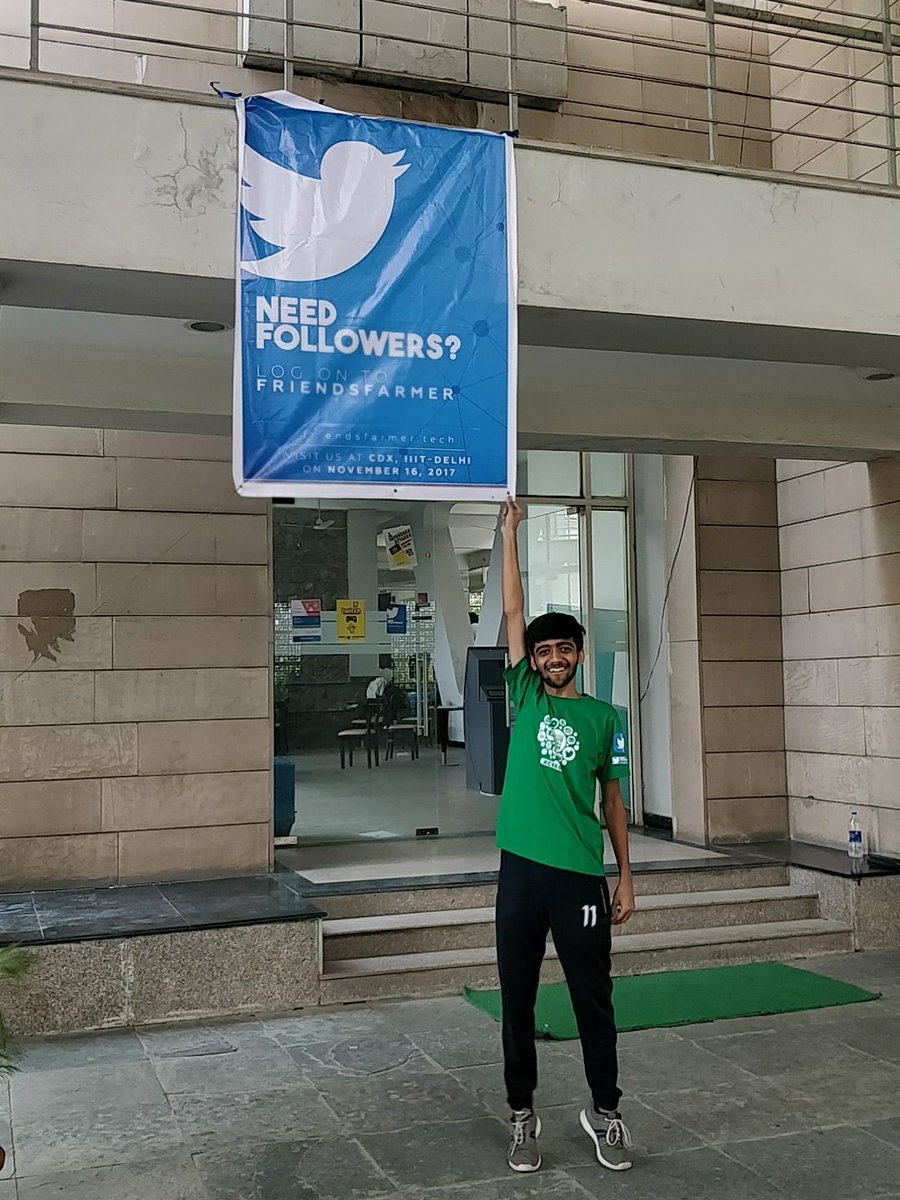 NEED
FOLLOWERS?
LOG ON TO
FRIENDSFARMER
friendsfarmer.tech
VISIT US AT CDX, IIIT-DELHI
ON NOVEMBER 16, 2017
twitch
11